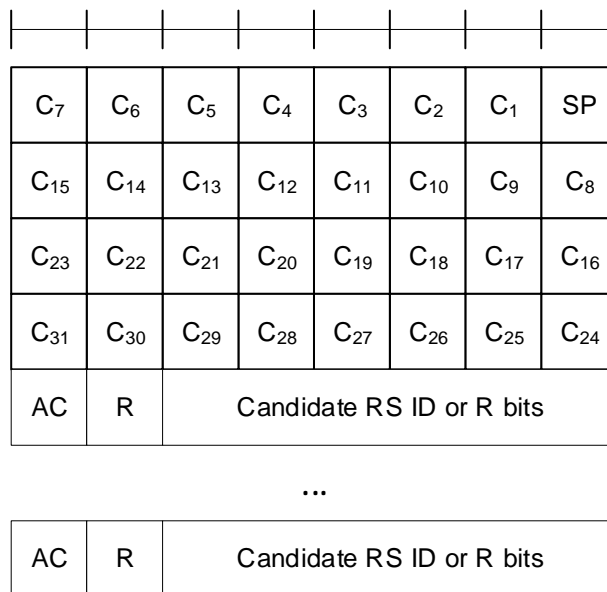 C7 C6 C5 C4 C3 C2 C1 SP
C15 C14 C13 C12 C11 C10 C9 C8
C23 C22 C21 C20 C19 C18 C17 C16
C31 C30 C29 C28 C27 C26 C25 C24
AC R Candidate RS ID or R bits
...
AC R Candidate RS ID or R bits